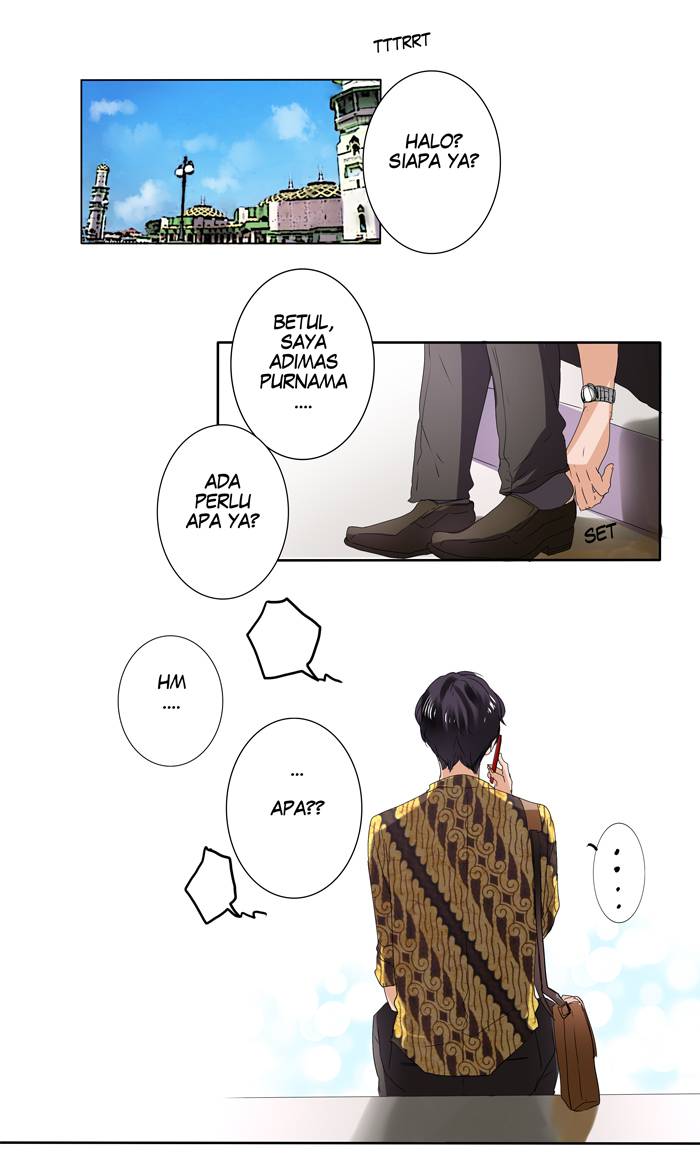 TTTRRT
HALO?
SIAPA YA?
BETUL,
SAYA
ADIMAS
PURNAMA
....
ADA
PERLU
APA YA?
SET
HM
....
...
APA??
....